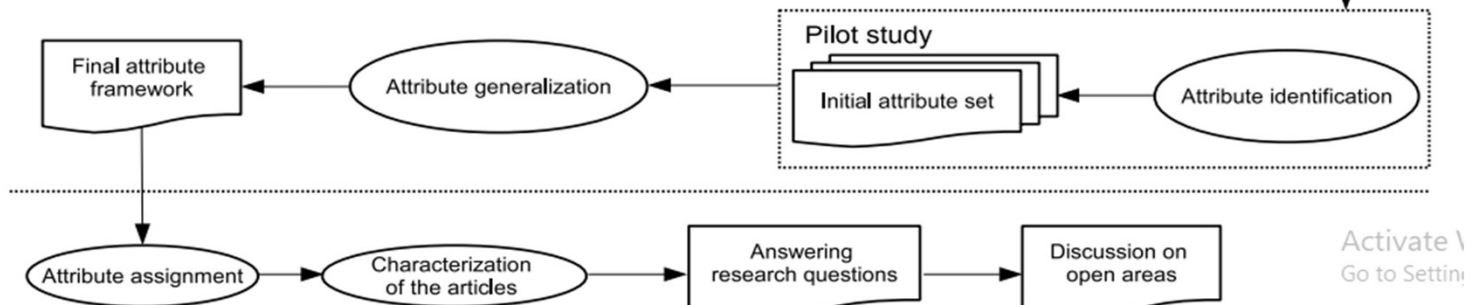 Pilot study
Final attribute
framework
Attribute generalization
Initial attribute set
Attribute identification
Attribute assignment
Characterization
of the articles
Answering
research questions
Discussion on
open areas
Activate
Go to